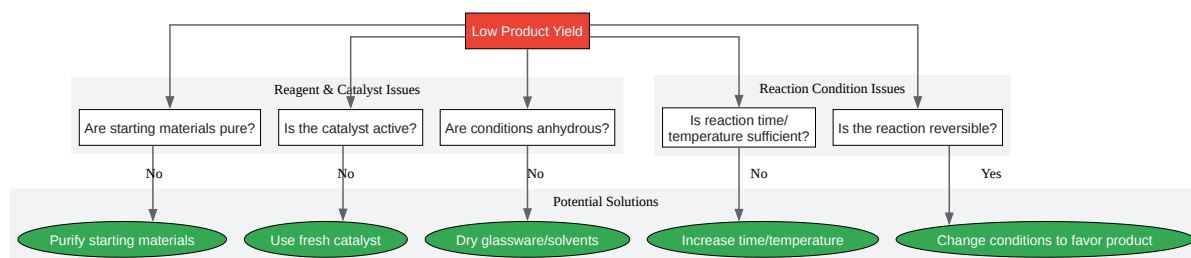 Low Product Yield
Reagent & Catalyst Issues
Reaction Condition Issues
Are starting materials pure?
Is the catalyst active?
Are conditions anhydrous?
Is reaction time/
temperature sufficient?
Is the reaction reversible?
No
No
No
No
Yes
Potential Solutions
Purify starting materials
Use fresh catalyst
Dry glassware/solvents
Increase time/temperature
Change conditions to favor product